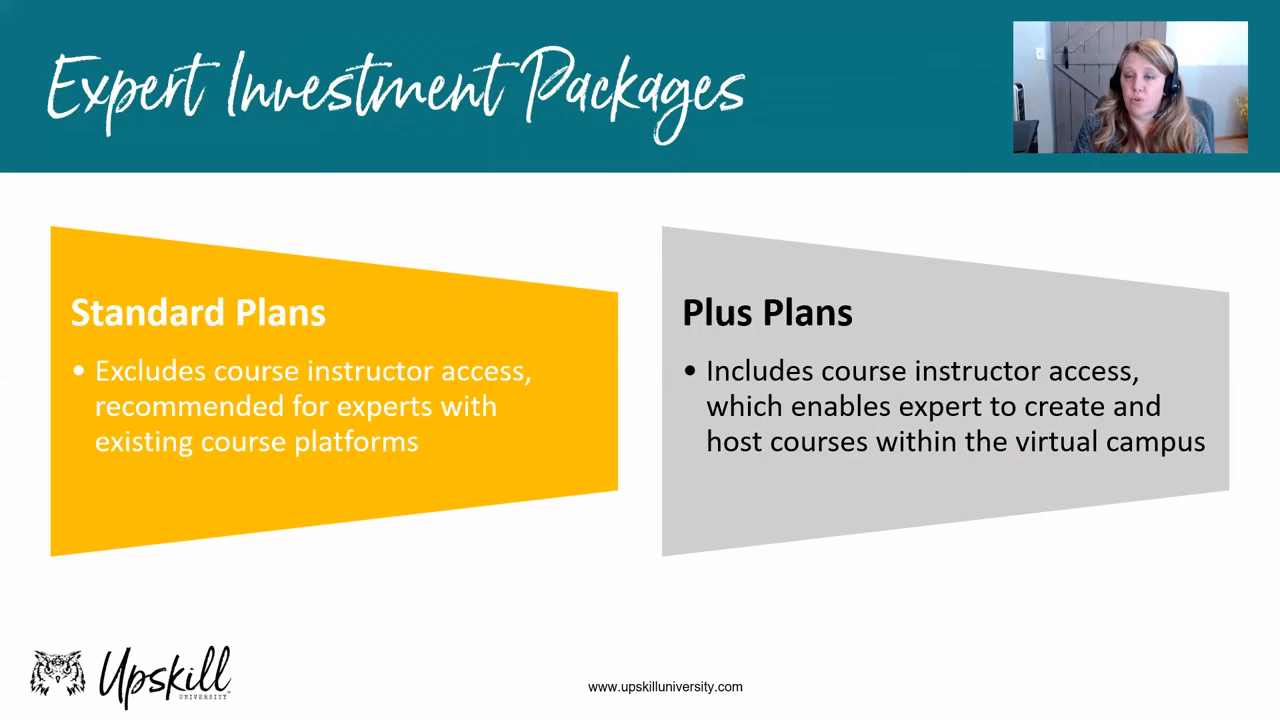 Expert Investment Packages
Standard Plans
• Excludes course instructor access,
recommended for experts with
existing course platforms
Plus Plans
• Includes course instructor access,
which enables expert to create and
host courses within the virtual campus
Upskill
UNIVERSITY
www.upskilluniversity.com